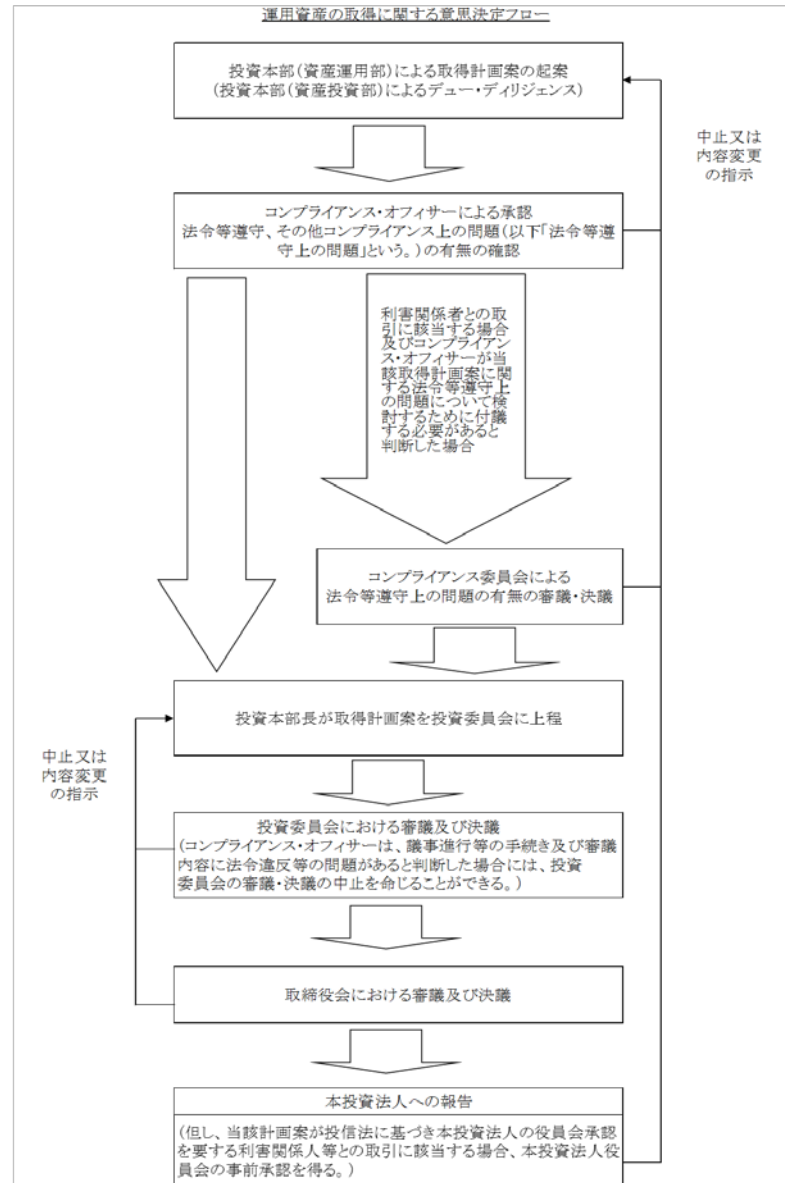 運用資産の取得に関する意思決定フロー
投資本部(資産運用部)による取得計画案の起案
(投資本部(資産投資部)によるデュー・ディリジェンス)
中止又は
内容変更
の指示
コンプライアンス・オフィサーによる承認
法令等遵守、その他コンプライアンス上の問題(以下「法令等遵
守上の問題」という。)の有無の確認
利害関係者との取
引に該当する場合
及びコンプライアン
ス・オフィサーが当
該取得計画案に関
する法令等遵守上
の問題について検
討するために付議
する必要があると
判断した場合
コンプライアンス委員会による
法令等遵守上の問題の有無の審議・決議
投資本部長が取得計画案を投資委員会に上程
中止又は
内容変更
の指示
投資委員会における審議及び決議
(コンプライアンス・オフィサーは、議事進行等の手続き及び審議
内容に法令違反等の問題があると判断した場合には、投資
委員会の審議・決議の中止を命じることができる。)
取締役会における審議及び決議
本投資法人への報告
(但し、当該計画案が投信法に基づき本投資法人の役員会承認
を要する利害関係人等との取引に該当する場合、本投資法人役
員会の事前承認を得る。)